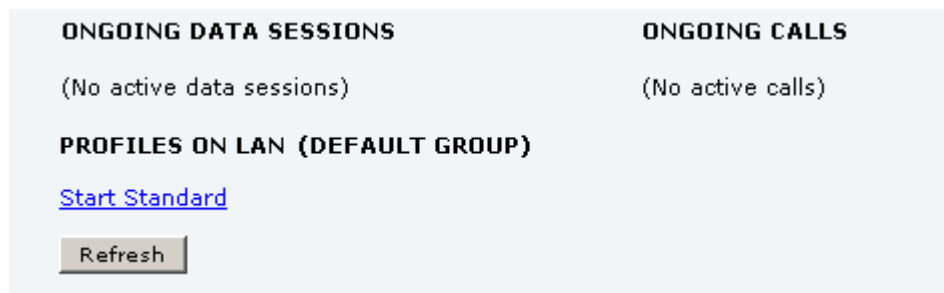 ONGOING DATA SESSIONS ONGOING CALLS
(No active data sessions) (No active calls)
PROFILES ON LAN (DEFAULT GROUP)
Start Standard
Refresh